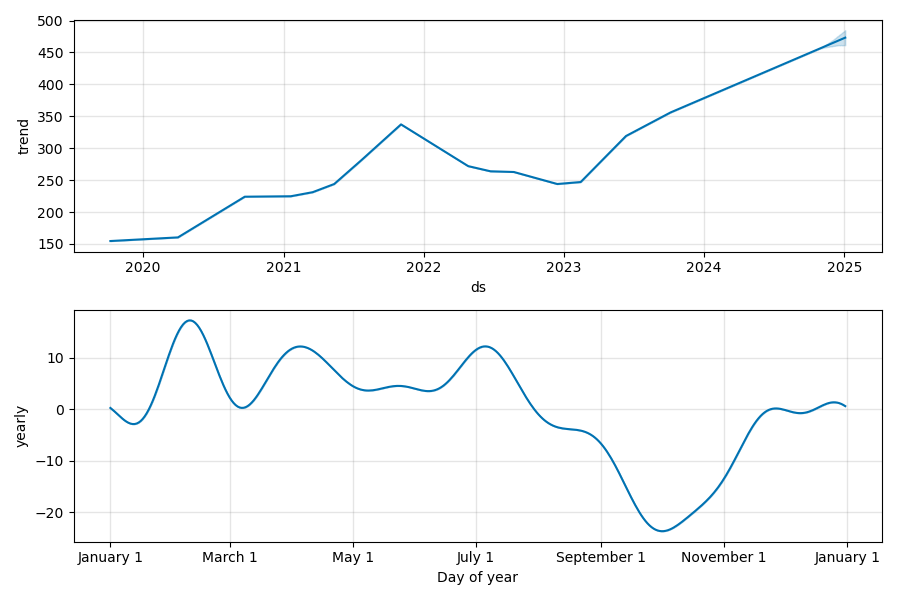 500
450
400
350
300
250
200
150
trend
2020 2021 2022 2023 2024 2025
ds
10
0
−10
−20
yearly
January 1 March 1 May 1 July 1 September 1 November 1 January 1
Day of year